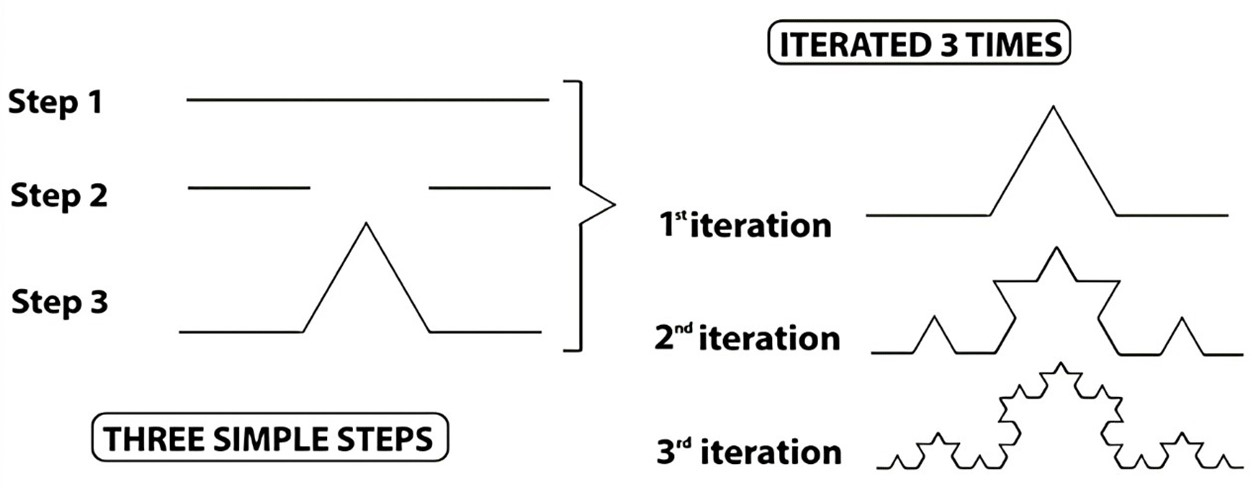 Step 1
Step 2
Step 3
THREE SIMPLE STEPS
ITERATED 3 TIMES
1st iteration
2nd iteration
3rd iteration